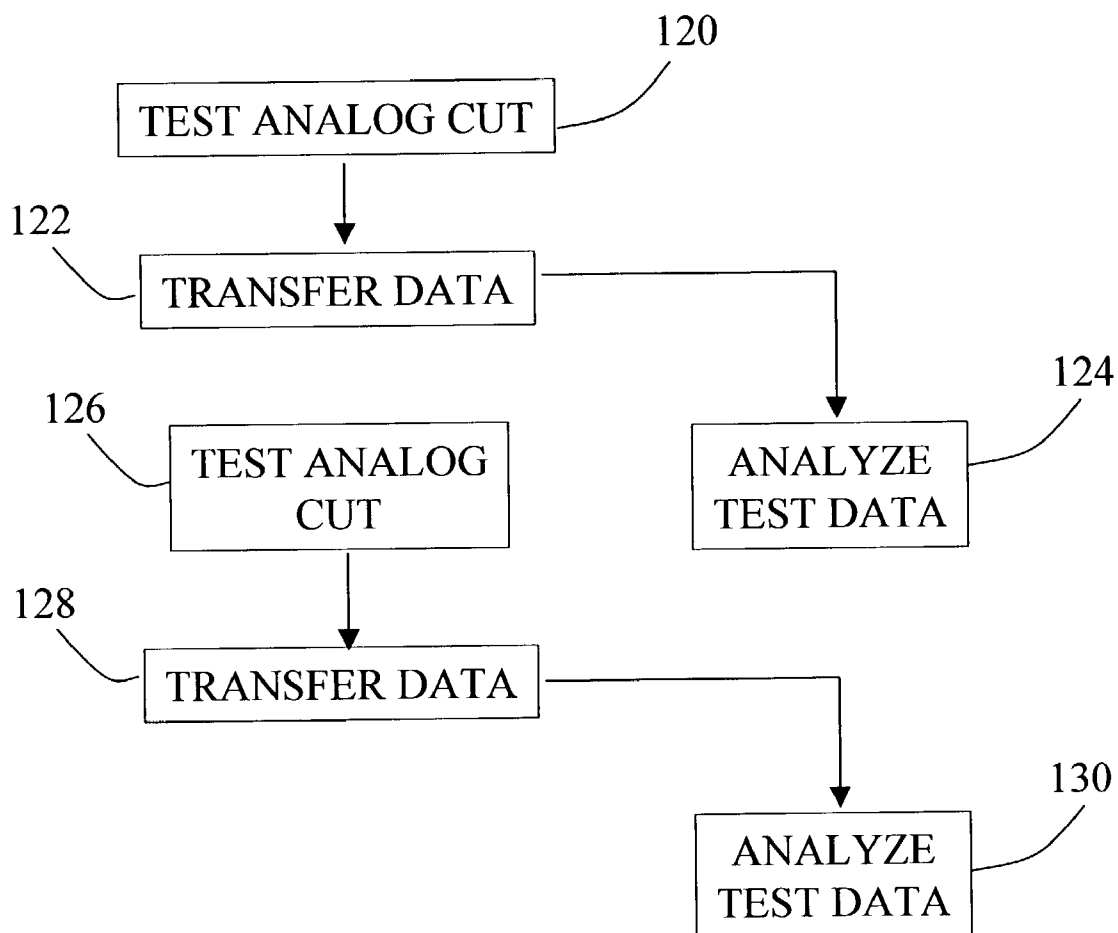 120
TEST ANALOG CUT
122
TRANSFER DATA
124
126
TEST ANALOG
CUT
ANALYZE
TEST DATA
128
TRANSFER DATA
130
ANALYZE
TEST DATA